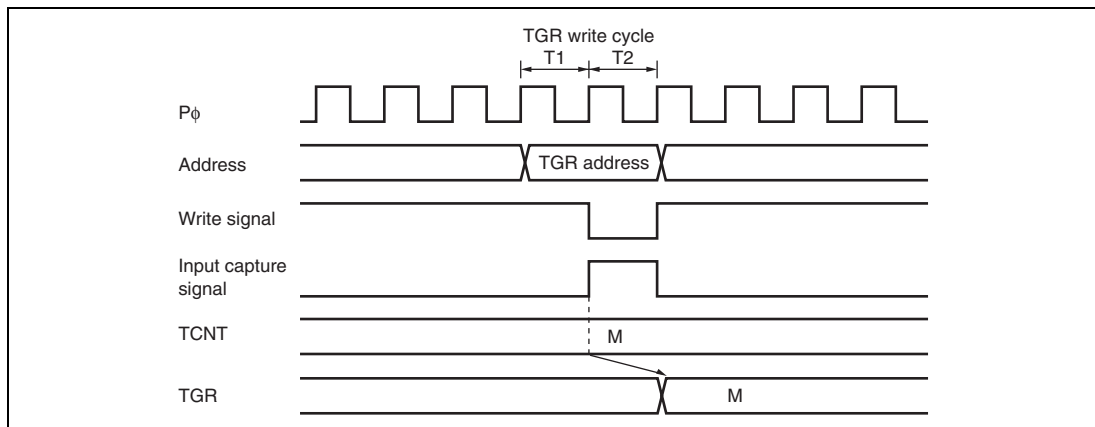 TGR write cycle
T1 T2
Pϕ
Address TGR address
Write signal
Input capture
signal
TCNT M
TGR M